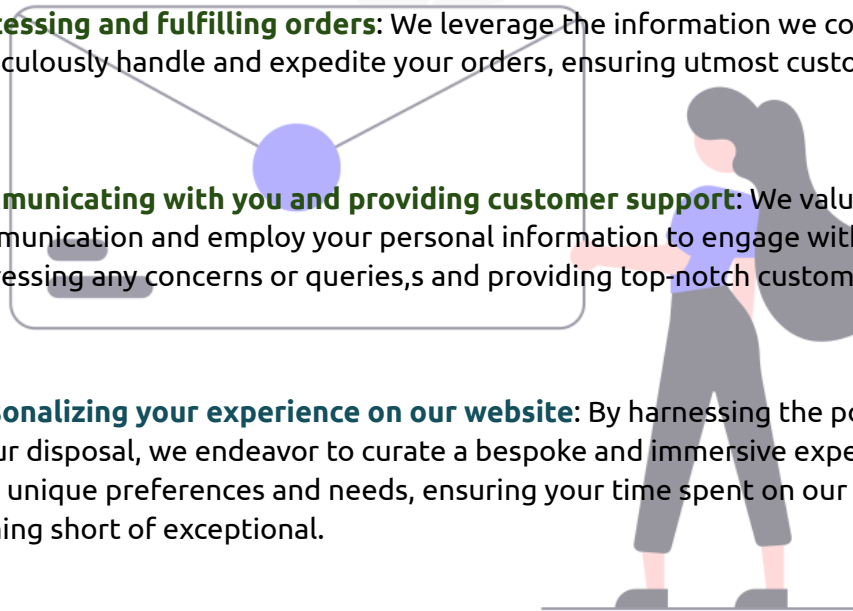 essing and fulfilling orders: We leverage the information we co
culously handle and expedite your orders, ensuring utmost custo
municating with you and providing customer support: We valu
munication and employ your personal information to engage with
ressing any concerns or queries,s and providing top-notch custom
sonalizing your experience on our website: By harnessing the po
ur disposal, we endeavor to curate a bespoke and immersive expe
unique preferences and needs, ensuring your time spent on our
ing short of exceptional.